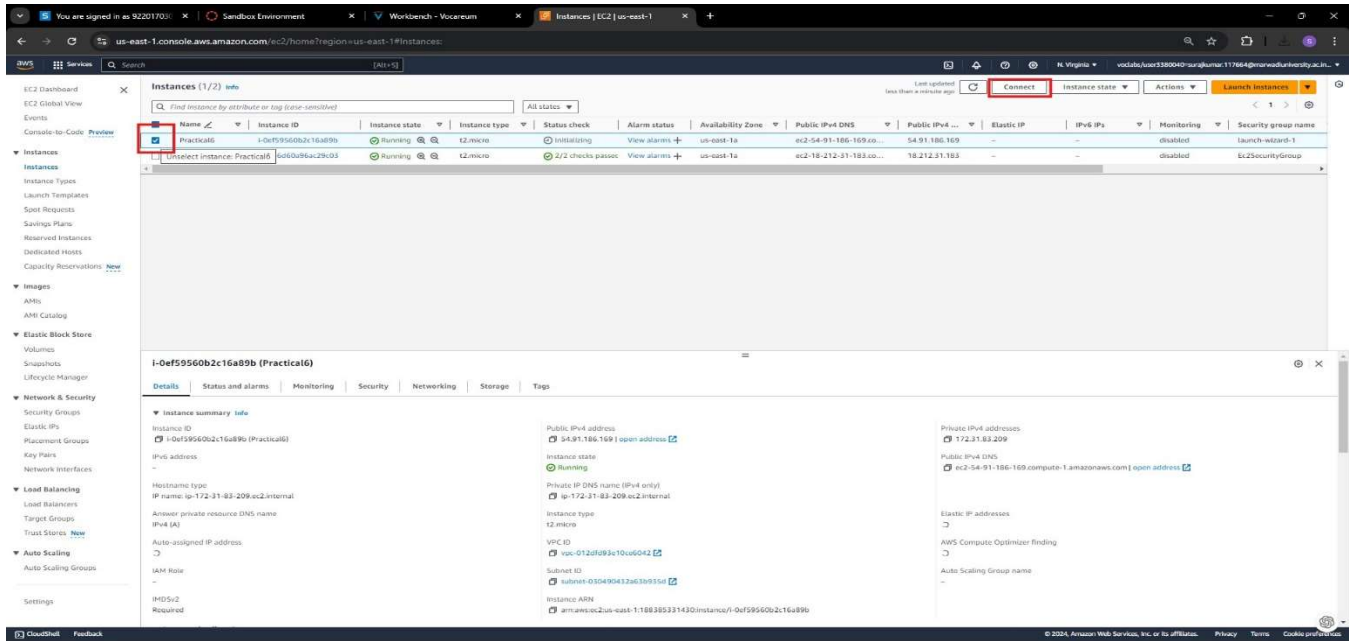 You are signed in as 922017030
Sandbox Environment
Workbench - Vocareum
Instances | EC2 | us-east-1
us-east-1.console.aws.amazon.com/ec2/home?region=us-east-1#Instances:
aws Services Search [Alt+S] N. Virginia
EC2 Dashboard
EC2 Global View
Events
Console-to-Code Preview
Instances
Instances
Instance Types
Launch Templates
Spot Requests
Savings Plans
Reserved Instances
Dedicated Hosts
Capacity Reservations New
Images
AMIs
AMI Catalog
Elastic Block Store
Volumes
Snapshots
Lifecycle Manager
Network & Security
Security Groups
Elastic IPs
Placement Groups
Key Pairs
Network Interfaces
Load Balancing
Load Balancers
Target Groups
Trust Stores New
Auto Scaling
Auto Scaling Groups
Settings
Instances (1/2) Info
Last updated
less than a minute ago
Connect Instance state Actions Launch instances
Find Instance by attribute or tag (case-sensitive) All states
1
Name Instance ID Instance state Instance type Status check Alarm status Availability Zone Public IPv4 DNS Public IPv4 ... Elastic IP IPv6 IPs Monitoring Security group name
Practical6 i-0ef59560b2c16a89b Running t2.micro Initializing View alarms + us-east-1a ec2-54-91-186-169.co... 54.91.186.169 – – disabled launch-wizard-1
Unselect instance: Practical6 Running t2.micro 2/2 checks passec View alarms + us-east-1a ec2-18-212-31-183.co... 18.212.31.183 – – disabled Ec2SecurityGroup
i-0ef59560b2c16a89b (Practical6)
Details Status and alarms Monitoring Security Networking Storage Tags
Instance summary Info
Instance ID
i-0ef59560b2c16a89b (Practical6)
IPv6 address
–
Hostname type
IP name: ip-172-31-83-209.ec2.internal
Answer private resource DNS name
IPv4 (A)
Auto-assigned IP address
IAM Role
–
IMDSv2
Required
Public IPv4 address
54.91.186.169 | open address
Instance state
Running
Private IP DNS name (IPv4 only)
ip-172-31-83-209.ec2.internal
Instance type
t2.micro
VPC ID
Subnet ID
Instance ARN
arn:aws:ec2:us-east-1:188385331430:instance/i-0ef59560b2c16a89b
Private IPv4 addresses
172.31.83.209
Public IPv4 DNS
ec2-54-91-186-169.compute-1.amazonaws.com | open address
Elastic IP addresses
AWS Compute Optimizer finding
Auto Scaling Group name
–
CloudShell Feedback © 2024, Amazon Web Services, Inc. or its affiliates. Privacy Terms Cookie preferences